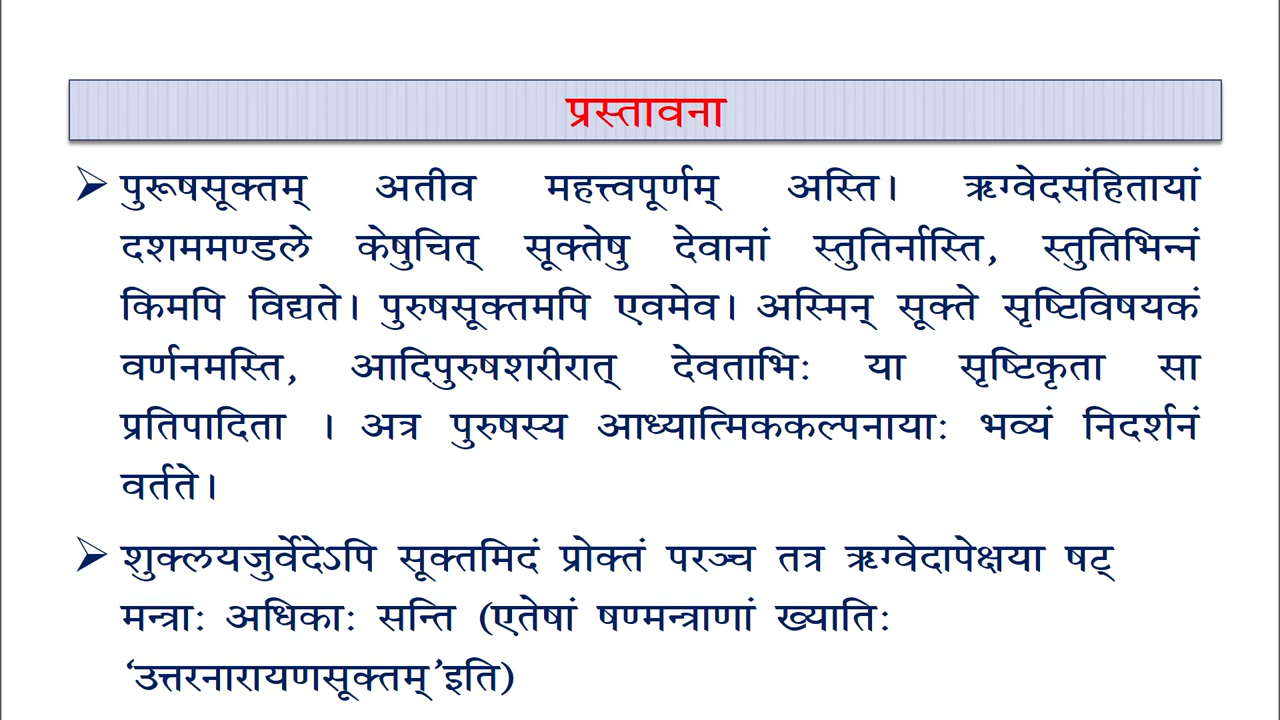 प्रस्तावना
पुरूषसूक्तम् अतीव महत्त्वपूर्णम् अस्ति। ऋग्वेदसंहितायां
दशममण्डले केषुचित् सूक्तेषु देवानां स्तुतिर्नास्ति, स्तुतिभिन्नं
किमपि विद्यते। पुरुषसूक्तमपि एवमेव। अस्मिन् सूक्ते सृष्टिविषयकं
वर्णनमस्ति, आदिपुरुषशरीरात् देवताभिः या सृष्टिकृता सा
प्रतिपादिता । अत्र पुरुषस्य आध्यात्मिककल्पनायाः भव्यं निदर्शनं
वर्तते।
शुक्लयजुर्वेदेऽपि सूक्तमिदं प्रोक्तं परञ्च तत्र ऋग्वेदापेक्षया षट्
मन्त्राः अधिकाः सन्ति (एतेषां षण्मन्त्राणां ख्यातिः
‘उत्तरनारायणसूक्तम्’इति)